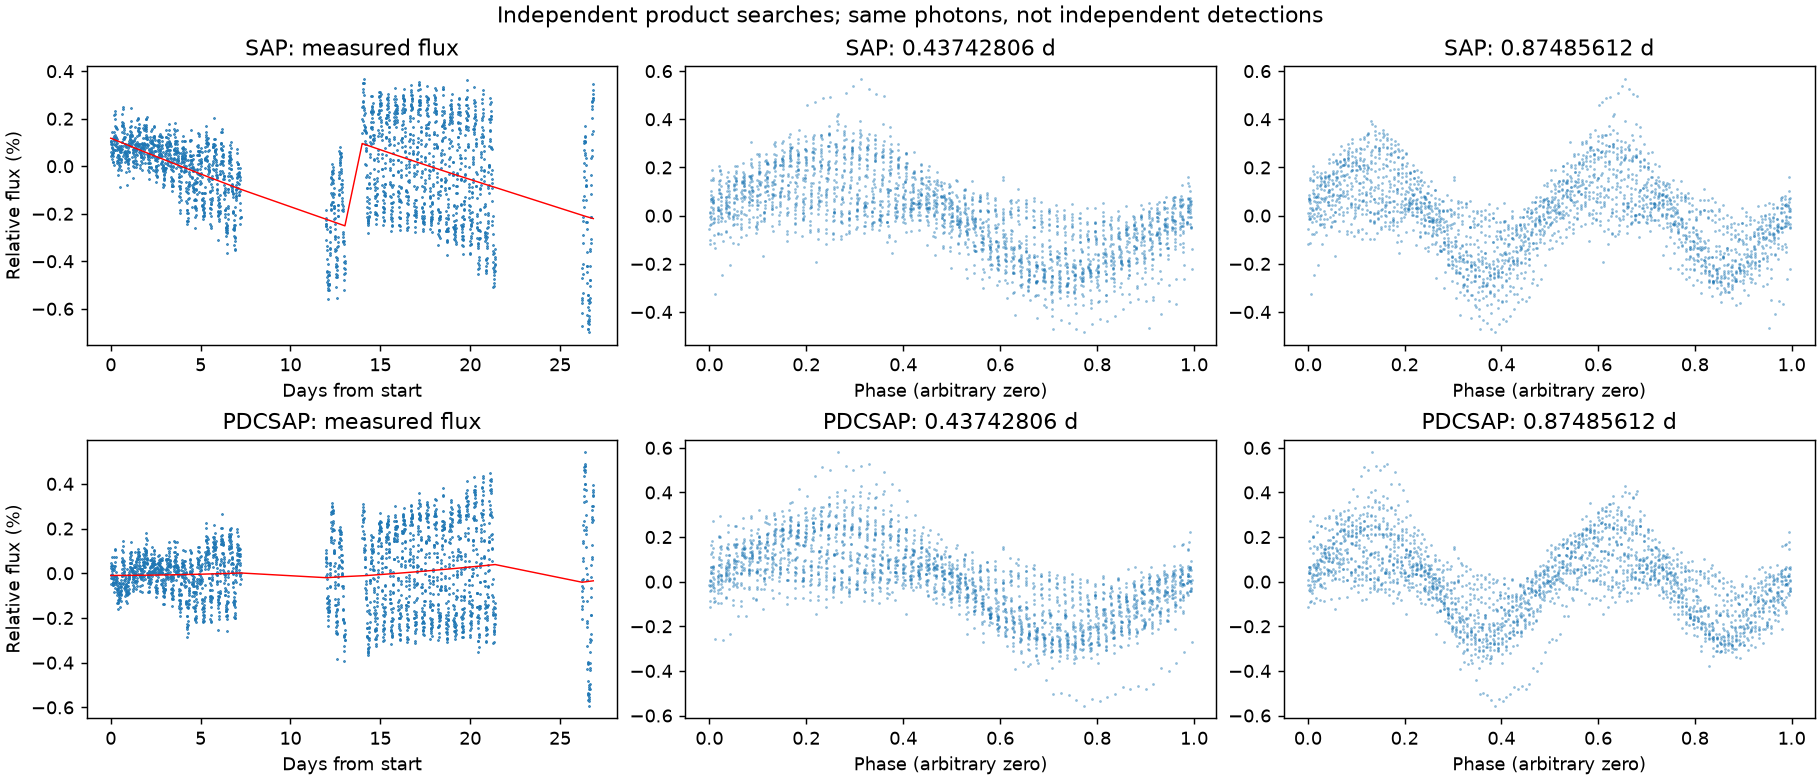 Independent product searches; same photons, not independent detections
SAP: measured flux
SAP: 0.43742806 d
SAP: 0.87485612 d
Relative flux (%)
0.4
0.2
0.0
−0.2
−0.4
−0.6
0.6
0.4
0.2
0.0
−0.2
−0.4
0.6
0.4
0.2
0.0
−0.2
−0.4
0 5 10 15 20 25
0.0 0.2 0.4 0.6 0.8 1.0
0.0 0.2 0.4 0.6 0.8 1.0
Days from start
Phase (arbitrary zero)
Phase (arbitrary zero)
PDCSAP: measured flux
PDCSAP: 0.43742806 d
PDCSAP: 0.87485612 d
Relative flux (%)
0.4
0.2
0.0
−0.2
−0.4
−0.6
0.6
0.4
0.2
0.0
−0.2
−0.4
−0.6
0.6
0.4
0.2
0.0
−0.2
−0.4
−0.6
0 5 10 15 20 25
0.0 0.2 0.4 0.6 0.8 1.0
0.0 0.2 0.4 0.6 0.8 1.0
Days from start
Phase (arbitrary zero)
Phase (arbitrary zero)